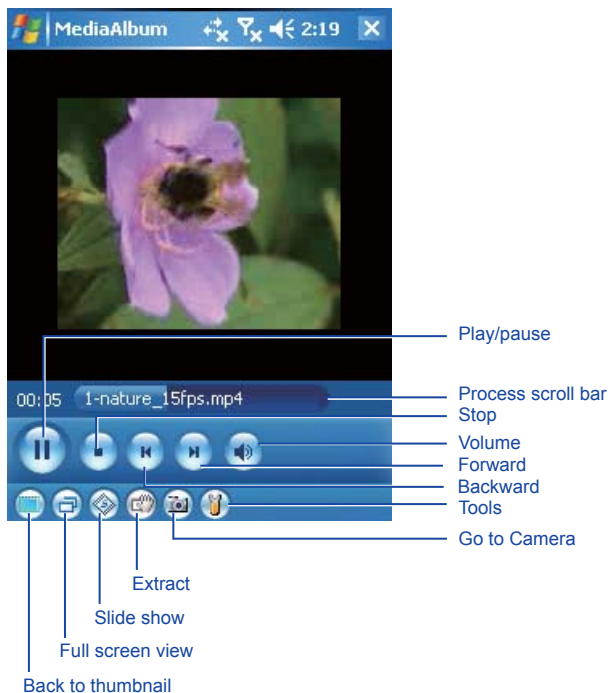 MediaAlbum 2:19
Play/pause
00:05 1-nature_15fps.mp4
Process scroll bar
Stop
Volume
Forward
Backward
Tools
Go to Camera
Extract
Slide show
Full screen view
Back to thumbnail